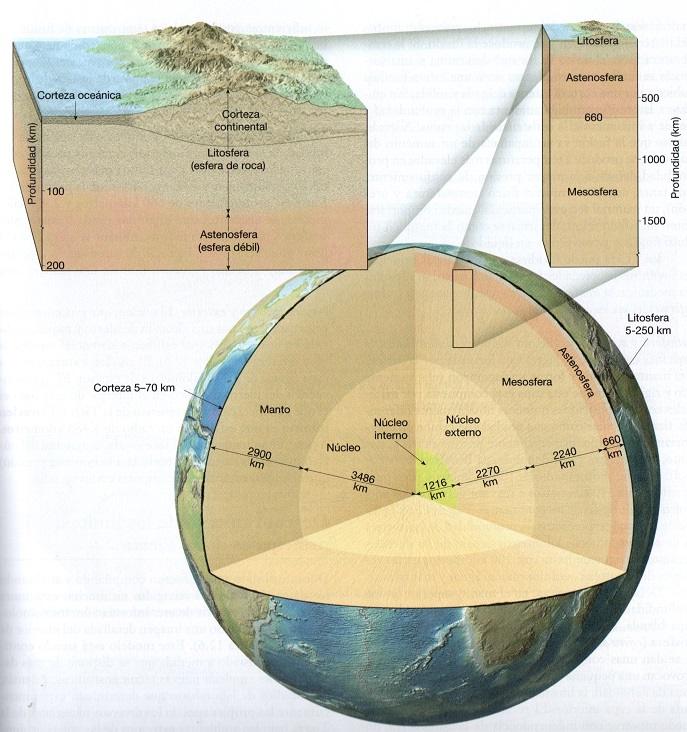 Corteza oceánica
Corteza
continental
Litosfera
(esfera de roca)
Astenosfera
(esfera débil)
Profundidad (km)
100
200
Litosfera
Astenosfera
660
Mesosfera
500
1000
1500
Profundidad (km)
Litosfera
5-250 km
Corteza 5–70 km
Manto
Núcleo
Núcleo
interno
Núcleo
externo
Mesosfera
Astenosfera
2900
km
3486
km
1216
km
2270
km
2240
km
660
km